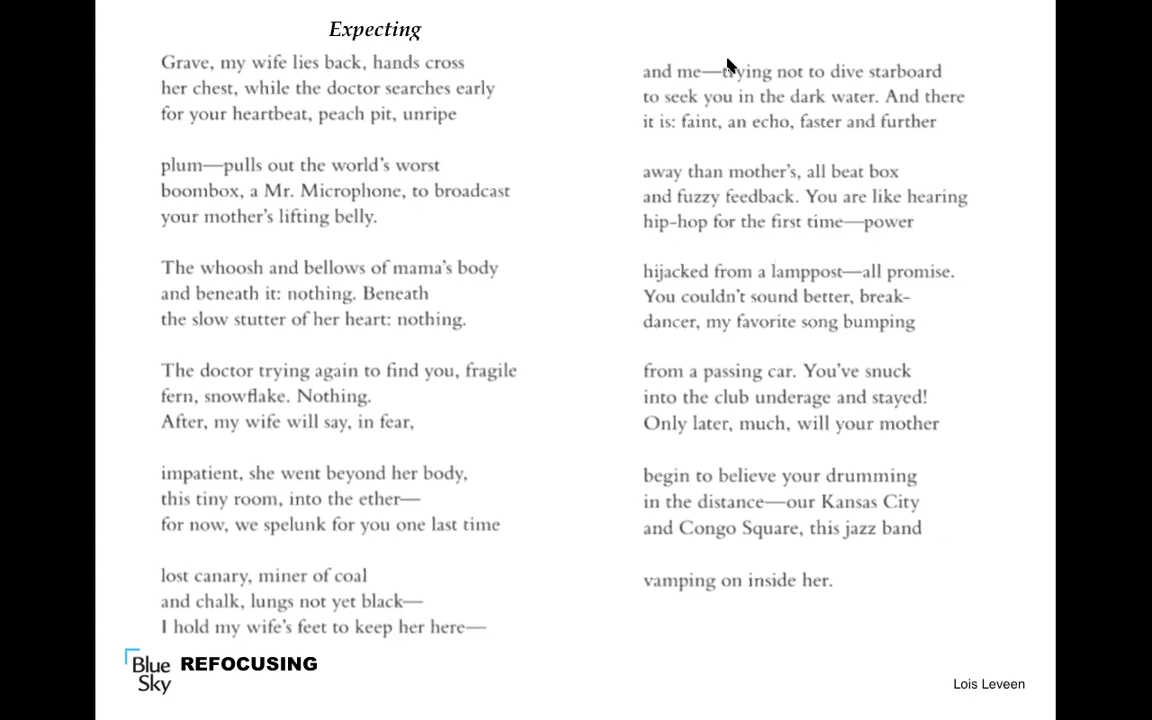 Expecting
Grave, my wife lies back, hands cross
her chest, while the doctor searches early
for your heartbeat, peach pit, unripe
plum—pulls out the world's worst
boombox, a Mr. Microphone, to broadcast
your mother's lifting belly.
The whoosh and bellows of mama's body
and beneath it: nothing. Beneath
the slow stutter of her heart: nothing.
The doctor trying again to find you, fragile
fern, snowflake. Nothing.
After, my wife will say, in fear,
impatient, she went beyond her body,
this tiny room, into the ether—
for now, we spelunk for you one last time
lost canary, miner of coal
and chalk, lungs not yet black—
I hold my wife's feet to keep her here—
and me—trying not to dive starboard
to seek you in the dark water. And there
it is: faint, an echo, faster and further
away than mother's, all beat box
and fuzzy feedback. You are like hearing
hip-hop for the first time—power
hijacked from a lamppost—all promise.
You couldn't sound better, break-
dancer, my favorite song bumping
from a passing car. You've snuck
into the club underage and stayed!
Only later, much, will your mother
begin to believe your drumming
in the distance—our Kansas City
and Congo Square, this jazz band
vamping on inside her.
Blue Sky
REFOCUSING
Lois Leveen